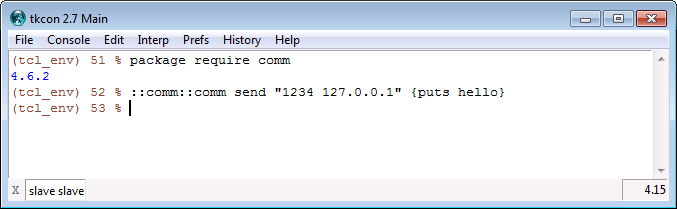 tkcon 2.7 Main
File Console Edit Interp Prefs History Help
(tcl_env) 51 % package require comm
4.6.2
(tcl_env) 52 % ::comm::comm send "1234 127.0.0.1" {puts hello}
(tcl_env) 53 %
X slave slave 4.15